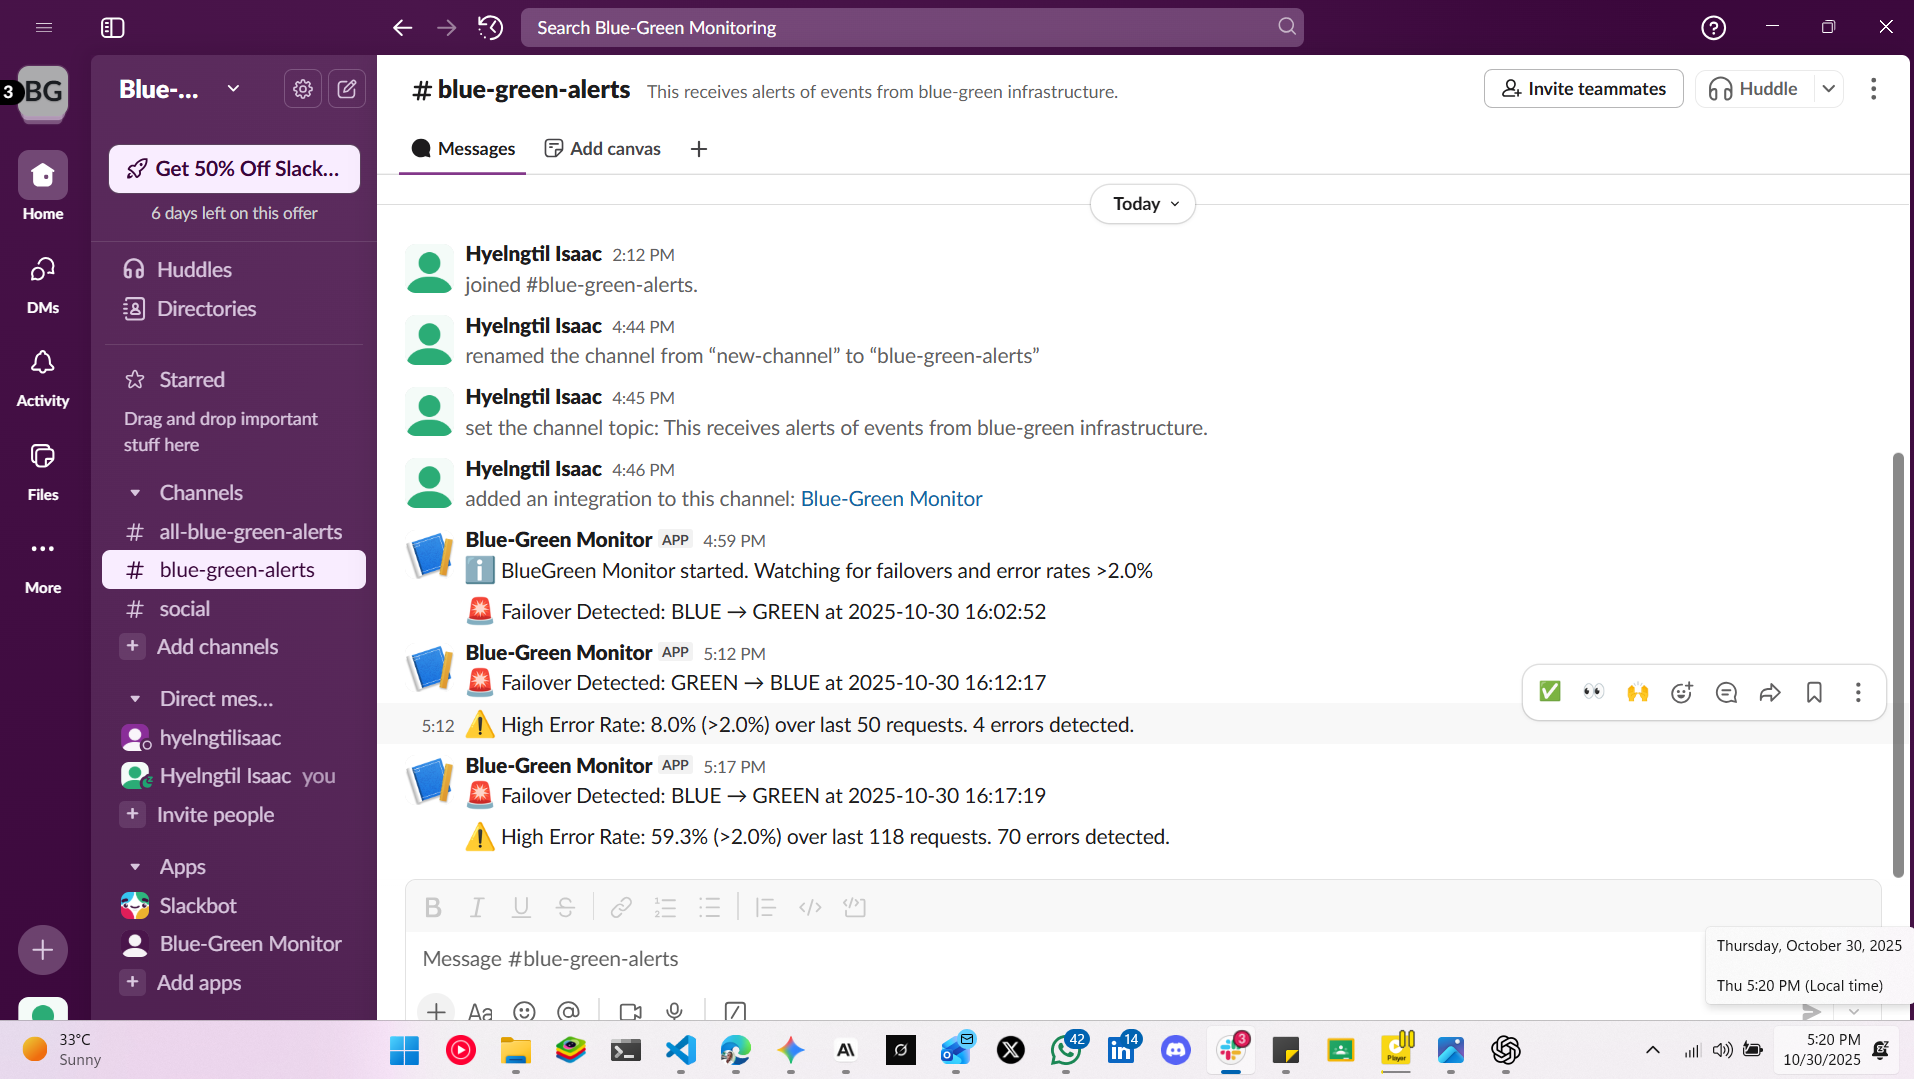 Search Blue-Green Monitoring
3
BG
Home
DMs
Activity
Files
More
Blue-...
Get 50% Off Slack...
6 days left on this offer
Huddles
Directories
Starred
Drag and drop important
stuff here
Channels
# all-blue-green-alerts
# blue-green-alerts
# social
+ Add channels
Direct mes...
hyelngtilisaac
Hyelngtil Isaac you
+ Invite people
Apps
Slackbot
Blue-Green Monitor
+ Add apps
# blue-green-alerts This receives alerts of events from blue-green infrastructure.
Invite teammates
Huddle
Messages
Add canvas
Today
Hyelngtil Isaac 2:12 PM
joined #blue-green-alerts.
Hyelngtil Isaac 4:44 PM
renamed the channel from “new-channel” to “blue-green-alerts”
Hyelngtil Isaac 4:45 PM
set the channel topic: This receives alerts of events from blue-green infrastructure.
Hyelngtil Isaac 4:46 PM
added an integration to this channel: Blue-Green Monitor
Blue-Green Monitor APP 4:59 PM
ℹ️ BlueGreen Monitor started. Watching for failovers and error rates >2.0%
🚨 Failover Detected: BLUE → GREEN at 2025-10-30 16:02:52
Blue-Green Monitor APP 5:12 PM
🚨 Failover Detected: GREEN → BLUE at 2025-10-30 16:12:17
5:12 ⚠️ High Error Rate: 8.0% (>2.0%) over last 50 requests. 4 errors detected.
Blue-Green Monitor APP 5:17 PM
🚨 Failover Detected: BLUE → GREEN at 2025-10-30 16:17:19
⚠️ High Error Rate: 59.3% (>2.0%) over last 118 requests. 70 errors detected.
B I U S
Message #blue-green-alerts
Aa
Thursday, October 30, 2025
Thu 5:20 PM (Local time)
33°C
Sunny
42
14
3
Player
5:20 PM
10/30/2025